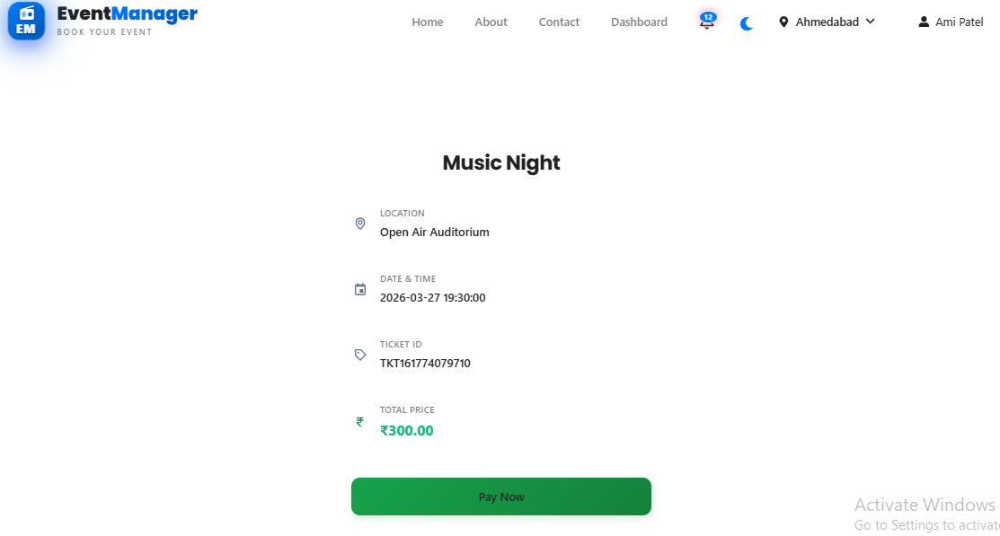 EM
EventManager
BOOK YOUR EVENT
Home
About
Contact
Dashboard
12
Ahmedabad
Ami Patel
Music Night
LOCATION
Open Air Auditorium
DATE & TIME
2026-03-27 19:30:00
TICKET ID
TKT161774079710
TOTAL PRICE
₹
₹300.00
Pay Now
Activate Windows
Go to Settings to activat